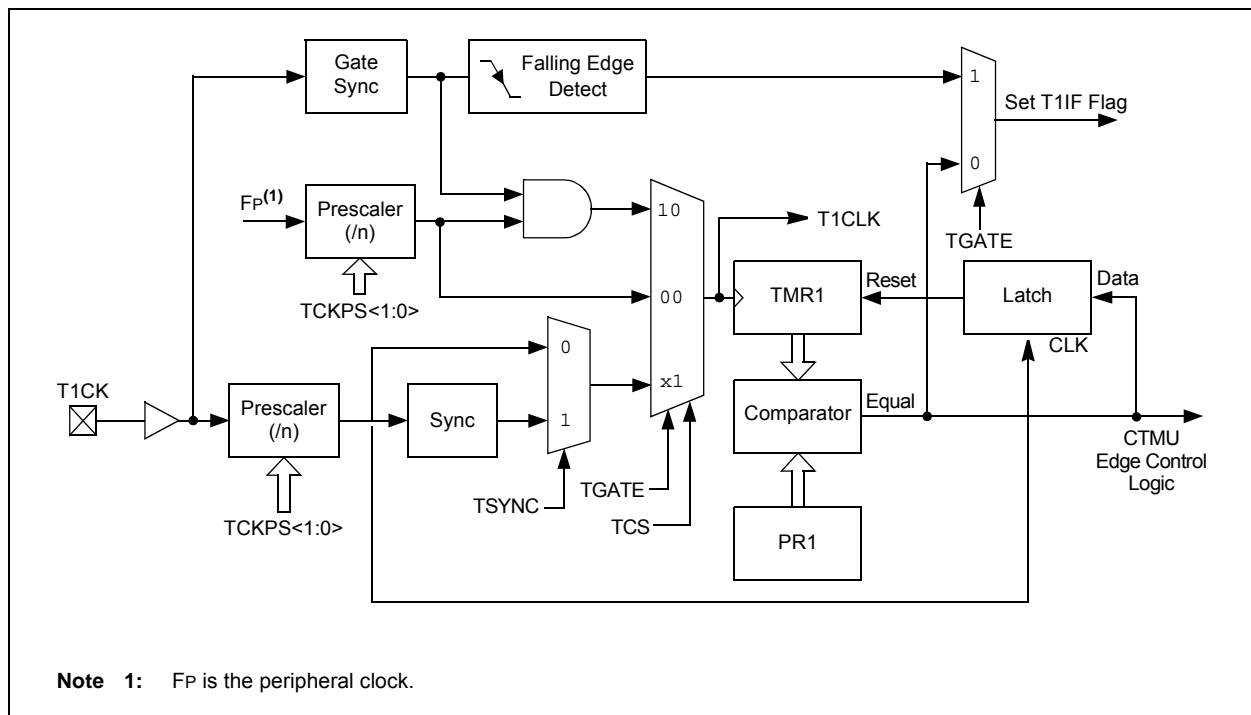 Gate
Sync
Falling Edge
Detect
1
Set T1IF Flag
0
TGATE
FP(1)
Prescaler
(/n)
TCKPS<1:0>
10
00
x1
T1CLK
TMR1
Reset
Latch
Data
CLK
0
1
T1CK
Prescaler
(/n)
TCKPS<1:0>
Sync
TSYNC
TGATE
TCS
Comparator
Equal
PR1
CTMU
Edge Control
Logic
Note 1: FP is the peripheral clock.